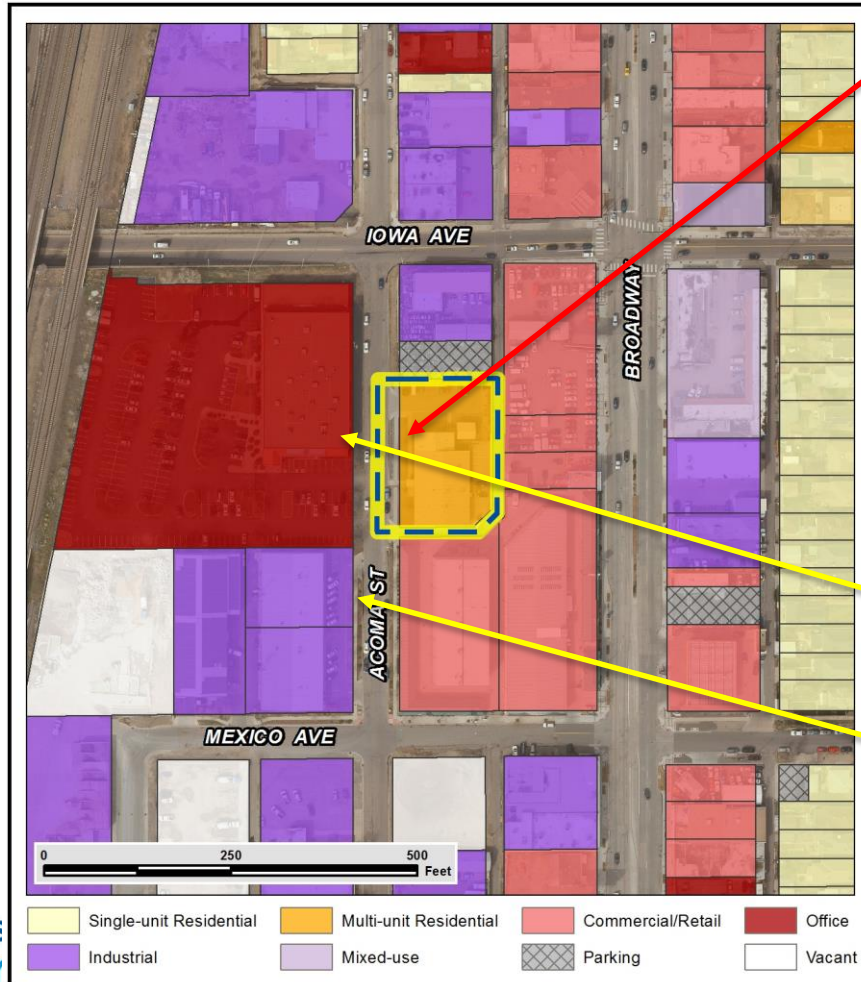 IOWA AVE
BROADWAY
ACOMA ST
MEXICO AVE
0 250 500
Feet
Single-unit Residential Multi-unit Residential Commercial/Retail Office
Industrial Mixed-use Parking Vacant